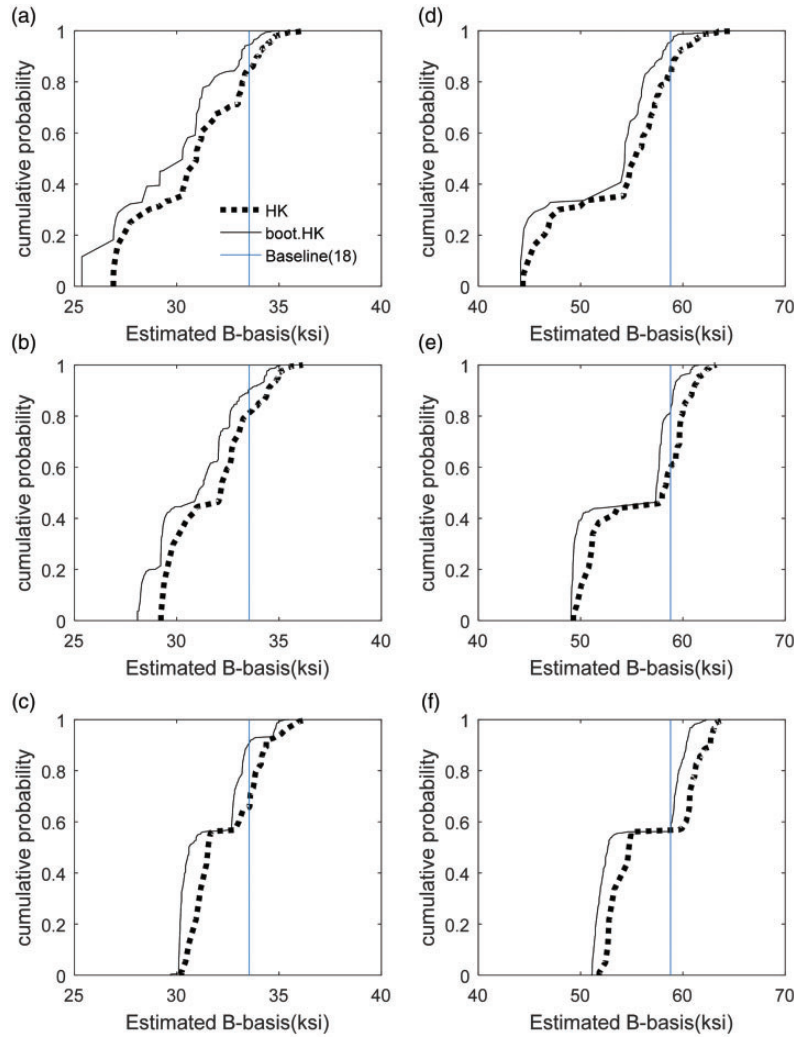 (a)
1
0.8
0.6
0.4
0.2
0
cumulative probability
HK
boot.HK
Baseline(18)
25 30 35 40
Estimated B-basis(ksi)
(d)
1
0.8
0.6
0.4
0.2
0
cumulative probability
40 50 60 70
Estimated B-basis(ksi)
(b)
1
0.8
0.6
0.4
0.2
0
cumulative probability
25 30 35 40
Estimated B-basis(ksi)
(e)
1
0.8
0.6
0.4
0.2
0
cumulative probability
40 50 60 70
Estimated B-basis(ksi)
(c)
1
0.8
0.6
0.4
0.2
0
cumulative probability
25 30 35 40
Estimated B-basis(ksi)
(f)
1
0.8
0.6
0.4
0.2
0
cumulative probability
40 50 60 70
Estimated B-basis(ksi)